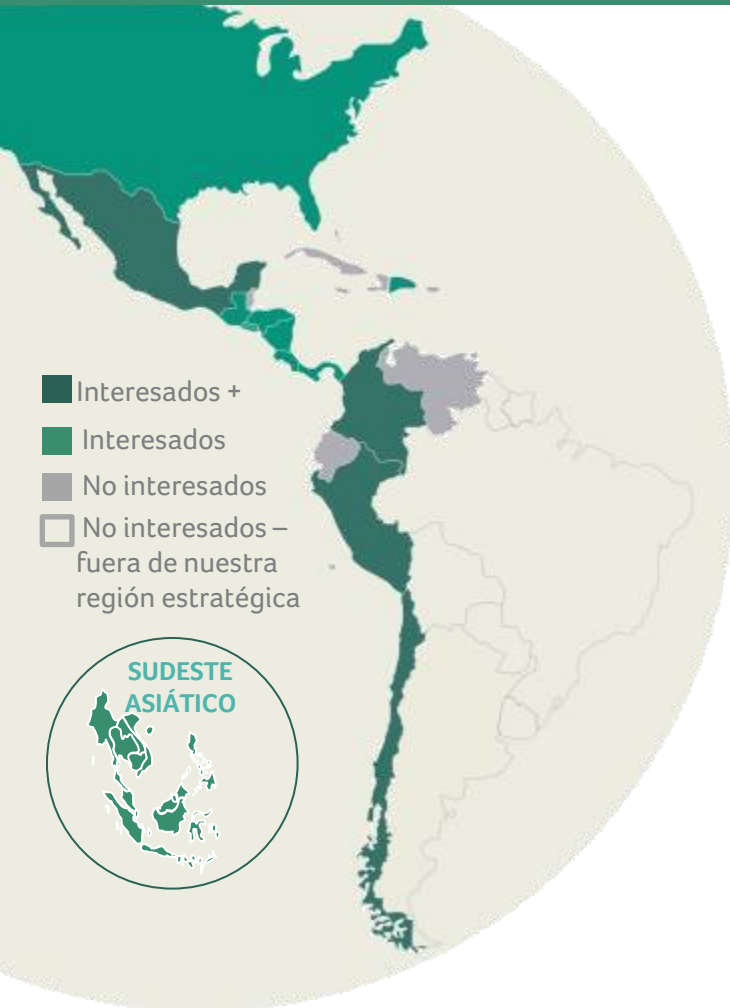 Interesados +
Interesados
No interesados
No interesados –
fuera de nuestra
región estratégica
SUDESTE
ASIÁTICO